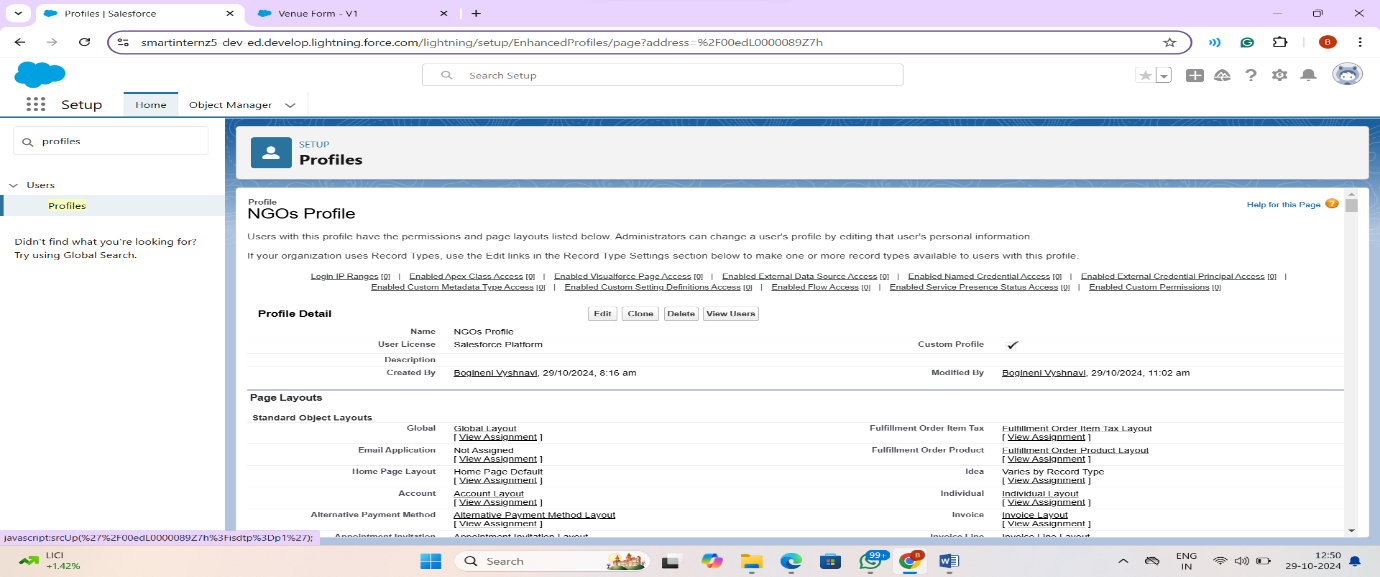 Profiles | Salesforce
Venue Form - V1
smartinternz5-dev-ed.develop.lightning.force.com/lightning/setup/EnhancedProfiles/page?address=%2F00edL0000089Z7h
B
Search Setup
Setup
Home
Object Manager
profiles
Users
Profiles
Didn't find what you're looking for?
Try using Global Search.
SETUP
Profiles
Profile
NGOs Profile
Help for this Page
Users with this profile have the permissions and page layouts listed below. Administrators can change a user's profile by editing that user's personal information.
If your organization uses Record Types, use the Edit links in the Record Type Settings section below to make one or more record types available to users with this profile.
Login IP Ranges [0] | Enabled Apex Class Access [0] | Enabled Visualforce Page Access [0] | Enabled External Data Source Access [0] | Enabled Named Credential Access [0] | Enabled External Credential Principal Access [0] |
Enabled Custom Metadata Type Access [0] | Enabled Custom Setting Definitions Access [0] | Enabled Flow Access [0] | Enabled Service Presence Status Access [0] | Enabled Custom Permissions [0]
Profile Detail Edit Clone Delete View Users
Name NGOs Profile
User License Salesforce Platform Custom Profile
Description
Created By Bogineni Vyshnavi, 29/10/2024, 8:16 am Modified By Bogineni Vyshnavi, 29/10/2024, 11:02 am
Page Layouts
Standard Object Layouts
Global Global Layout Fulfillment Order Item Tax Fulfillment Order Item Tax Layout
[ View Assignment ] [ View Assignment ]
Email Application Not Assigned Fulfillment Order Product Fulfillment Order Product Layout
[ View Assignment ] [ View Assignment ]
Home Page Layout Home Page Default Idea Varies by Record Type
[ View Assignment ] [ View Assignment ]
Account Account Layout Individual Individual Layout
[ View Assignment ] [ View Assignment ]
Alternative Payment Method Alternative Payment Method Layout Invoice Invoice Layout
[ View Assignment ] [ View Assignment ]
Appointment Invitation Appointment Invitation Layout Invoice Line Invoice Line Layout
javascript:srcUp(%27%2F00edL0000089Z7h%3Fisdtp%3Dp1%27);
LICI
+1.42%
Search
99+
B
ENG
IN
12:50
29-10-2024